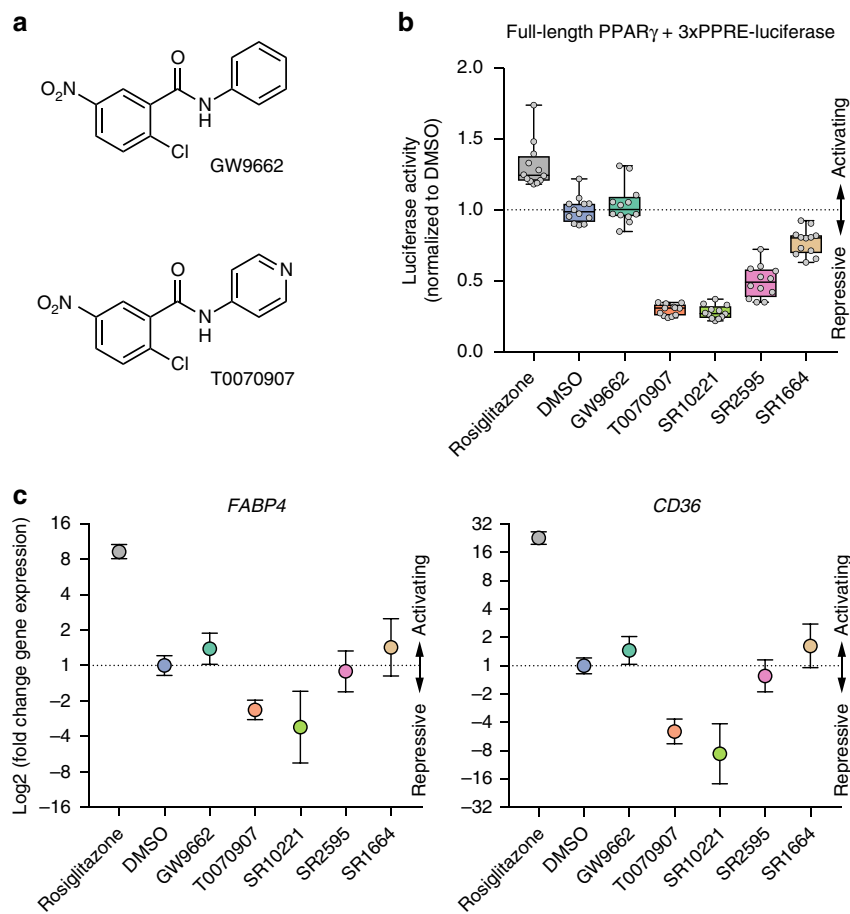 a
O₂N
O
N
H
Cl
GW9662
O₂N
O
N
H
N
Cl
T0070907
b
Full-length PPARγ + 3xPPRE-luciferase
Luciferase activity
(normalized to DMSO)
2.0
1.5
1.0
0.5
0.0
Activating
Repressive
Rosiglitazone
DMSO
GW9662
T0070907
SR10221
SR2595
SR1664
c
FABP4
Log2 (fold change gene expression)
16
8
4
2
1
−2
−4
−8
−16
Activating
Repressive
Rosiglitazone
DMSO
GW9662
T0070907
SR10221
SR2595
SR1664
CD36
32
16
8
4
2
1
−2
−4
−8
−16
−32
Activating
Repressive
Rosiglitazone
DMSO
GW9662
T0070907
SR10221
SR2595
SR1664